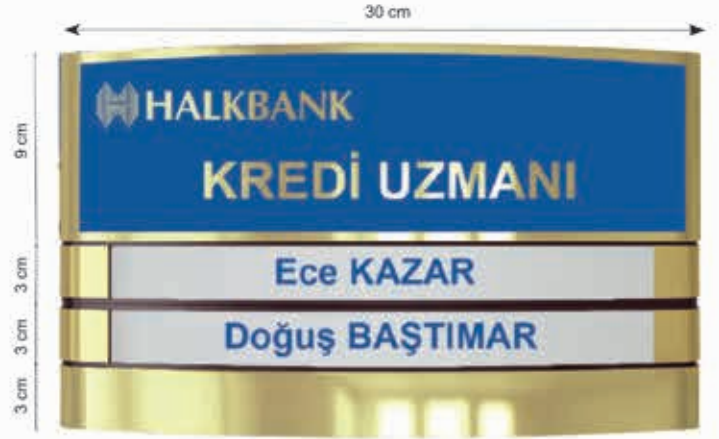 30 cm
9 cm
HALKBANK
KREDİ UZMANI
3 cm
Ece KAZAR
3 cm
Doğuş BAŞTIMAR
3 cm